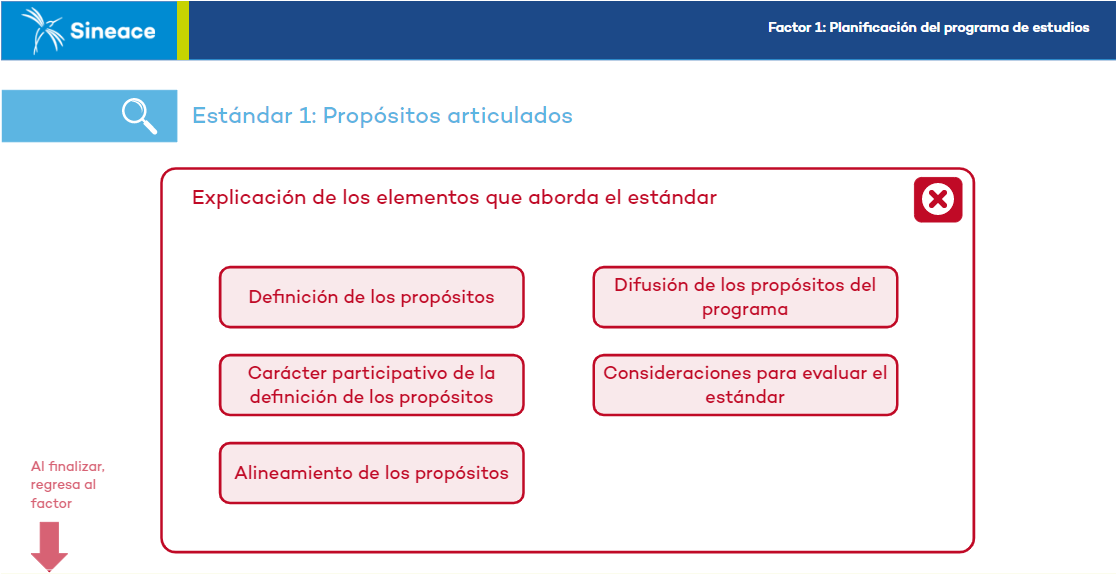 Sineace
Factor 1: Planificación del programa de estudios
Estándar 1: Propósitos articulados
Explicación de los elementos que aborda el estándar
Definición de los propósitos
Difusión de los propósitos del
programa
Carácter participativo de la
definición de los propósitos
Consideraciones para evaluar el
estándar
Alineamiento de los propósitos
Al finalizar,
regresa al
factor